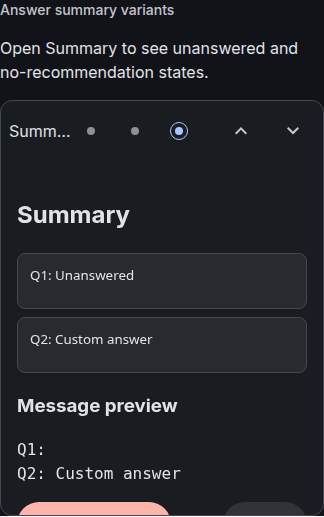 Answer summary variants
Open Summary to see unanswered and
no-recommendation states.
Summ...
Summary
Q1: Unanswered
Q2: Custom answer
Message preview
Q1:
Q2: Custom answer